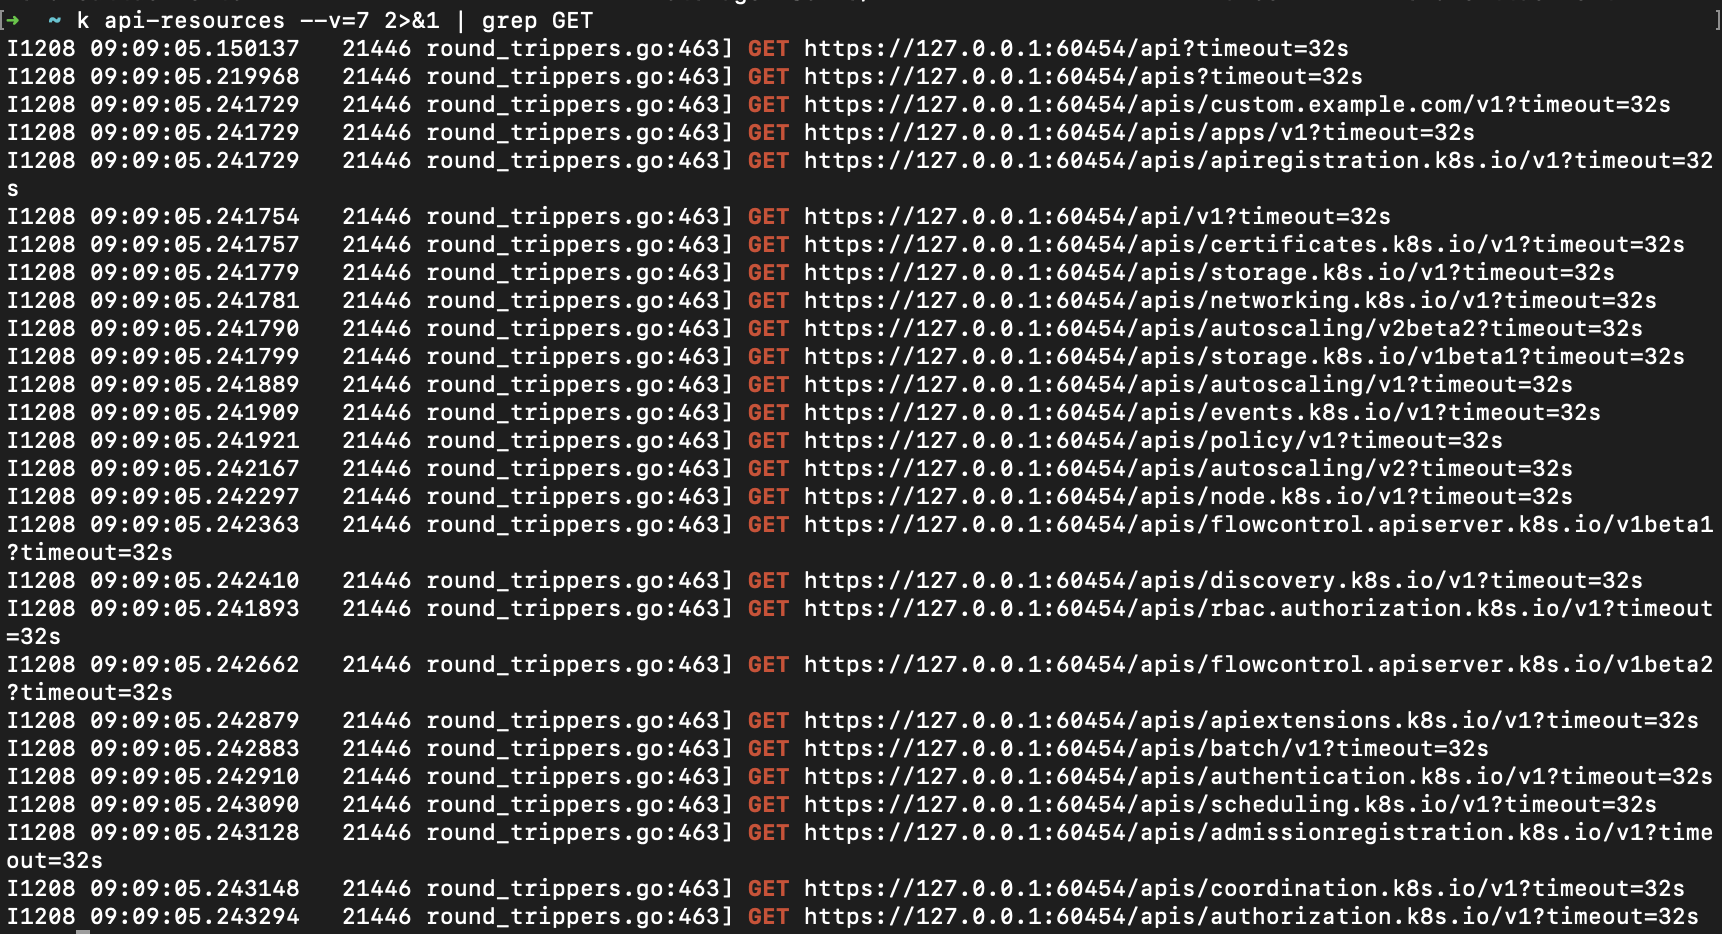 ➜  ~ k api-resources --v=7 2>&1 | grep GET
I1208 09:09:05.150137   21446 round_trippers.go:463] GET https://127.0.0.1:60454/api?timeout=32s
I1208 09:09:05.219968   21446 round_trippers.go:463] GET https://127.0.0.1:60454/apis?timeout=32s
I1208 09:09:05.241729   21446 round_trippers.go:463] GET https://127.0.0.1:60454/apis/custom.example.com/v1?timeout=32s
I1208 09:09:05.241729   21446 round_trippers.go:463] GET https://127.0.0.1:60454/apis/apps/v1?timeout=32s
I1208 09:09:05.241729   21446 round_trippers.go:463] GET https://127.0.0.1:60454/apis/apiregistration.k8s.io/v1?timeout=32
s
I1208 09:09:05.241754   21446 round_trippers.go:463] GET https://127.0.0.1:60454/api/v1?timeout=32s
I1208 09:09:05.241757   21446 round_trippers.go:463] GET https://127.0.0.1:60454/apis/certificates.k8s.io/v1?timeout=32s
I1208 09:09:05.241779   21446 round_trippers.go:463] GET https://127.0.0.1:60454/apis/storage.k8s.io/v1?timeout=32s
I1208 09:09:05.241781   21446 round_trippers.go:463] GET https://127.0.0.1:60454/apis/networking.k8s.io/v1?timeout=32s
I1208 09:09:05.241790   21446 round_trippers.go:463] GET https://127.0.0.1:60454/apis/autoscaling/v2beta2?timeout=32s
I1208 09:09:05.241799   21446 round_trippers.go:463] GET https://127.0.0.1:60454/apis/storage.k8s.io/v1beta1?timeout=32s
I1208 09:09:05.241889   21446 round_trippers.go:463] GET https://127.0.0.1:60454/apis/autoscaling/v1?timeout=32s
I1208 09:09:05.241909   21446 round_trippers.go:463] GET https://127.0.0.1:60454/apis/events.k8s.io/v1?timeout=32s
I1208 09:09:05.241921   21446 round_trippers.go:463] GET https://127.0.0.1:60454/apis/policy/v1?timeout=32s
I1208 09:09:05.242167   21446 round_trippers.go:463] GET https://127.0.0.1:60454/apis/autoscaling/v2?timeout=32s
I1208 09:09:05.242297   21446 round_trippers.go:463] GET https://127.0.0.1:60454/apis/node.k8s.io/v1?timeout=32s
I1208 09:09:05.242363   21446 round_trippers.go:463] GET https://127.0.0.1:60454/apis/flowcontrol.apiserver.k8s.io/v1beta1
?timeout=32s
I1208 09:09:05.242410   21446 round_trippers.go:463] GET https://127.0.0.1:60454/apis/discovery.k8s.io/v1?timeout=32s
I1208 09:09:05.241893   21446 round_trippers.go:463] GET https://127.0.0.1:60454/apis/rbac.authorization.k8s.io/v1?timeout
=32s
I1208 09:09:05.242662   21446 round_trippers.go:463] GET https://127.0.0.1:60454/apis/flowcontrol.apiserver.k8s.io/v1beta2
?timeout=32s
I1208 09:09:05.242879   21446 round_trippers.go:463] GET https://127.0.0.1:60454/apis/apiextensions.k8s.io/v1?timeout=32s
I1208 09:09:05.242883   21446 round_trippers.go:463] GET https://127.0.0.1:60454/apis/batch/v1?timeout=32s
I1208 09:09:05.242910   21446 round_trippers.go:463] GET https://127.0.0.1:60454/apis/authentication.k8s.io/v1?timeout=32s
I1208 09:09:05.243090   21446 round_trippers.go:463] GET https://127.0.0.1:60454/apis/scheduling.k8s.io/v1?timeout=32s
I1208 09:09:05.243128   21446 round_trippers.go:463] GET https://127.0.0.1:60454/apis/admissionregistration.k8s.io/v1?time
out=32s
I1208 09:09:05.243148   21446 round_trippers.go:463] GET https://127.0.0.1:60454/apis/coordination.k8s.io/v1?timeout=32s
I1208 09:09:05.243294   21446 round_trippers.go:463] GET https://127.0.0.1:60454/apis/authorization.k8s.io/v1?timeout=32s